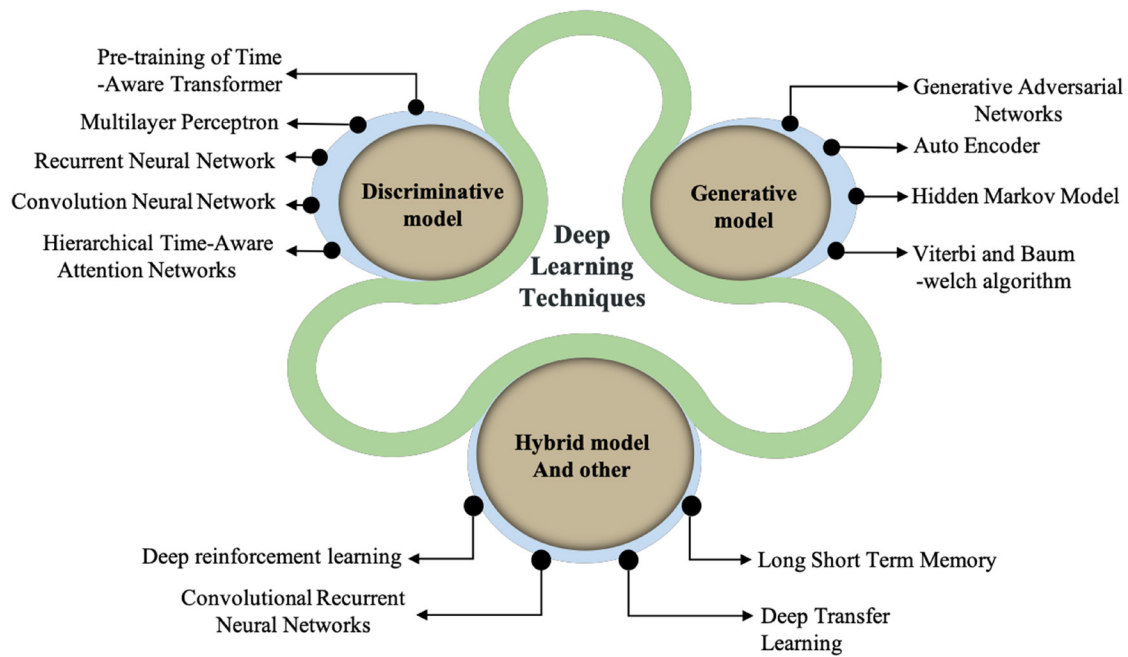 Pre-training of Time
-Aware Transformer
Multilayer Perceptron
Recurrent Neural Network
Convolution Neural Network
Hierarchical Time-Aware
Attention Networks
Discriminative
model
Deep
Learning
Techniques
Generative
model
Generative Adversarial
Networks
Auto Encoder
Hidden Markov Model
Viterbi and Baum
-welch algorithm
Hybrid model
And other
Deep reinforcement learning
Convolutional Recurrent
Neural Networks
Long Short Term Memory
Deep Transfer
Learning